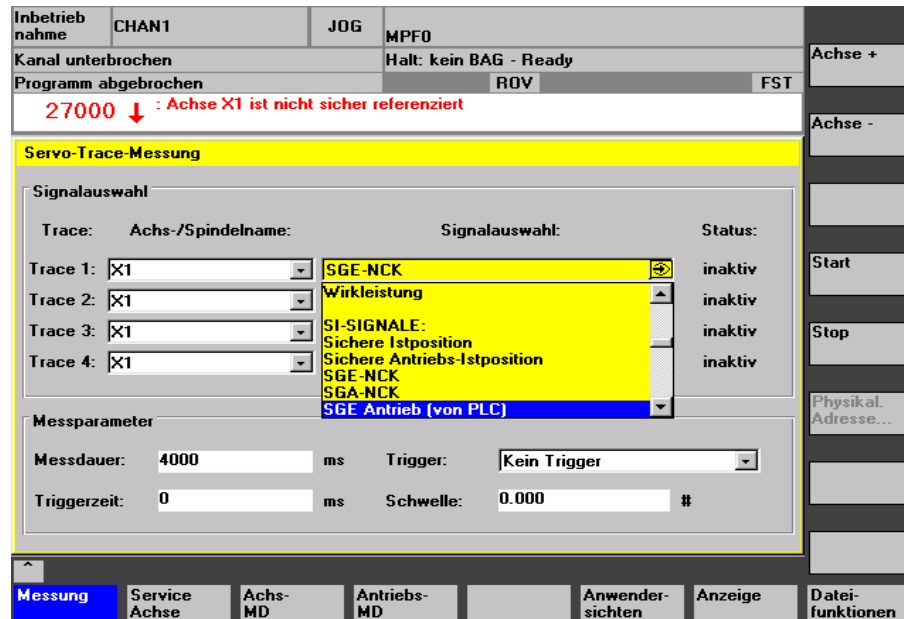 Inbetrieb
nahme
CHAN1
JOG
MPF0
Kanal unterbrochen
Halt: kein BAG - Ready
Programm abgebrochen
ROV
FST
27000 ↓ : Achse X1 ist nicht sicher referenziert
Servo-Trace-Messung
Signalauswahl
Trace: Achs-/Spindelname: Signalauswahl: Status:
Trace 1: X1 SGE-NCK inaktiv
Trace 2: X1 inaktiv
Trace 3: X1 inaktiv
Trace 4: X1 inaktiv
Wirkleistung
SI-SIGNALE:
Sichere Istposition
Sichere Antriebs-Istposition
SGE-NCK
SGA-NCK
SGE Antrieb (von PLC)
Messparameter
Messdauer: 4000 ms Trigger: Kein Trigger
Triggerzeit: 0 ms Schwelle: 0.000 #
Achse +
Achse -
Start
Stop
Physikal.
Adresse...
^
Messung
Service
Achse
Achs-
MD
Antriebs-
MD
Anwender-
sichten
Anzeige
Datei-
funktionen